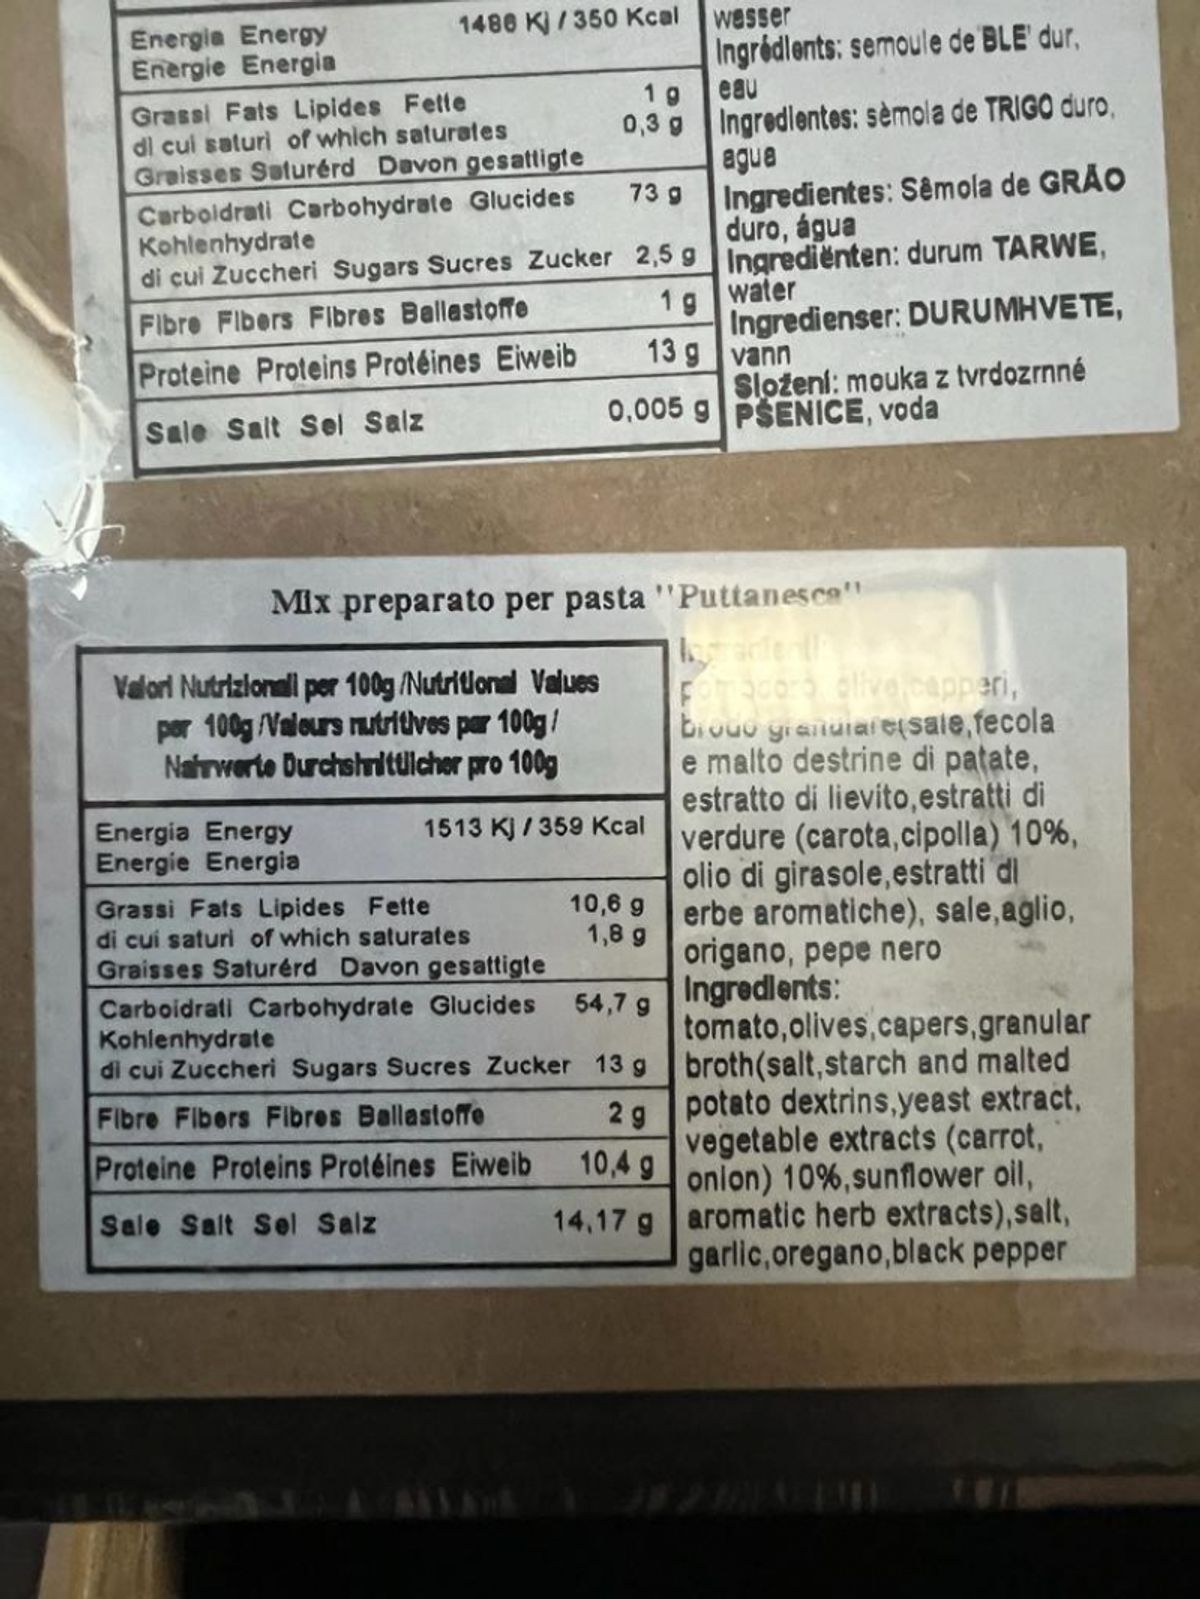 Energia Energy 1486 Kj / 350 Kcal
Energie Energia
Grassi Fats Lipides Fette 1 g
di cui saturi of which saturates 0,3 g
Graisses Saturérd Davon gesattigte
Carboidrati Carbohydrate Glucides 73 g
Kohlenhydrate
di cui Zuccheri Sugars Sucres Zucker 2,5 g
Fibre Fibers Fibres Ballastoffe 1 g
Proteine Proteins Protéines Eiweib 13 g
Sale Salt Sel Salz 0,005 g
wasser
Ingrédients: semoule de BLE' dur,
eau
Ingredientes: sèmola de TRIGO duro,
agua
Ingredientes: Sêmola de GRÃO
duro, água
Ingrediënten: durum TARWE,
water
Ingredienser: DURUMHVETE,
vann
Složení: mouka z tvrdozrnné
PŠENICE, voda
Mix preparato per pasta "Puttanesca"
Valori Nutrizionali per 100g /Nutritional Values
per 100g /Valeurs nutritives par 100g /
Nahrwerte Durchshnittlicher pro 100g
Energia Energy 1513 Kj / 359 Kcal
Energie Energia
Grassi Fats Lipides Fette 10,6 g
di cui saturi of which saturates 1,8 g
Graisses Saturérd Davon gesattigte
Carboidrati Carbohydrate Glucides 54,7 g
Kohlenhydrate
di cui Zuccheri Sugars Sucres Zucker 13 g
Fibre Fibers Fibres Ballastoffe 2 g
Proteine Proteins Protéines Eiweib 10,4 g
Sale Salt Sel Salz 14,17 g
pomodoro, olive, capperi,
brodo granulare(sale,fecola
e malto destrine di patate,
estratto di lievito,estratti di
verdure (carota,cipolla) 10%,
olio di girasole,estratti di
erbe aromatiche), sale,aglio,
origano, pepe nero
Ingredients:
tomato,olives,capers,granular
broth(salt,starch and malted
potato dextrins,yeast extract,
vegetable extracts (carrot,
onion) 10%,sunflower oil,
aromatic herb extracts),salt,
garlic,oregano,black pepper